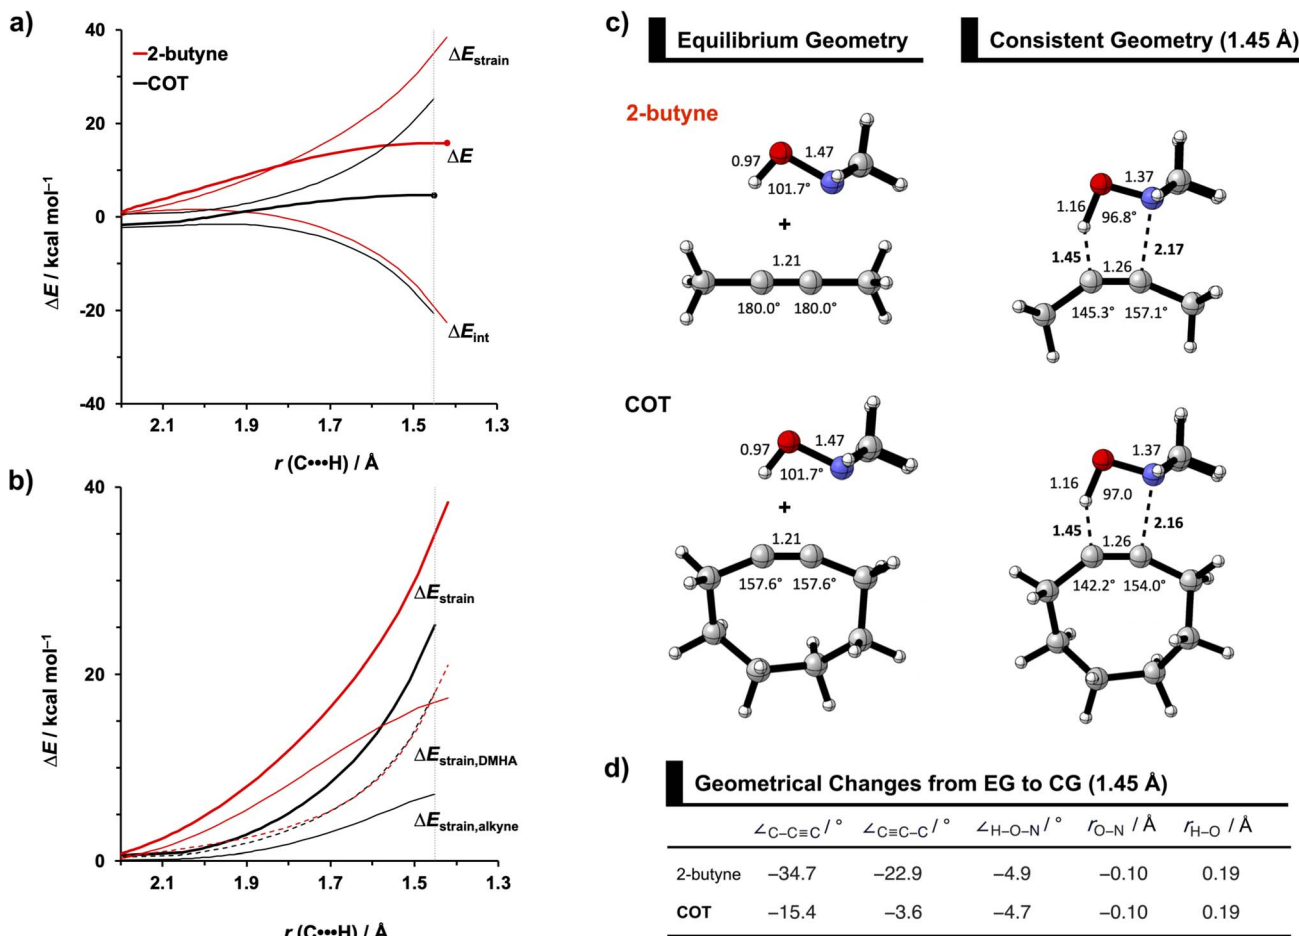 a)
40
20
0
-20
-40
2.1 1.9 1.7 1.5 1.3
ΔE / kcal mol⁻¹
r (C•••H) / Å
2-butyne
COT
ΔEstrain
ΔE
ΔEint
b)
40
20
0
2.1 1.9 1.7 1.5 1.3
ΔE / kcal mol⁻¹
r (C•••H) / Å
ΔEstrain
ΔEstrain,DMHA
ΔEstrain,alkyne
c)
Equilibrium Geometry
Consistent Geometry (1.45 Å)
2-butyne
0.97 1.47
101.7°
+
1.21
180.0° 180.0°
1.37
1.16
96.8°
1.45 2.17
1.26
145.3° 157.1°
COT
0.97 1.47
101.7°
+
1.21
157.6° 157.6°
1.37
1.16
97.0
1.45 2.16
1.26
142.2° 154.0°
d)
Geometrical Changes from EG to CG (1.45 Å)
∠C–C≡C / ° ∠C≡C–C / ° ∠H–O–N / ° rO–N / Å rH–O / Å
2-butyne –34.7 –22.9 –4.9 –0.10 0.19
COT –15.4 –3.6 –4.7 –0.10 0.19